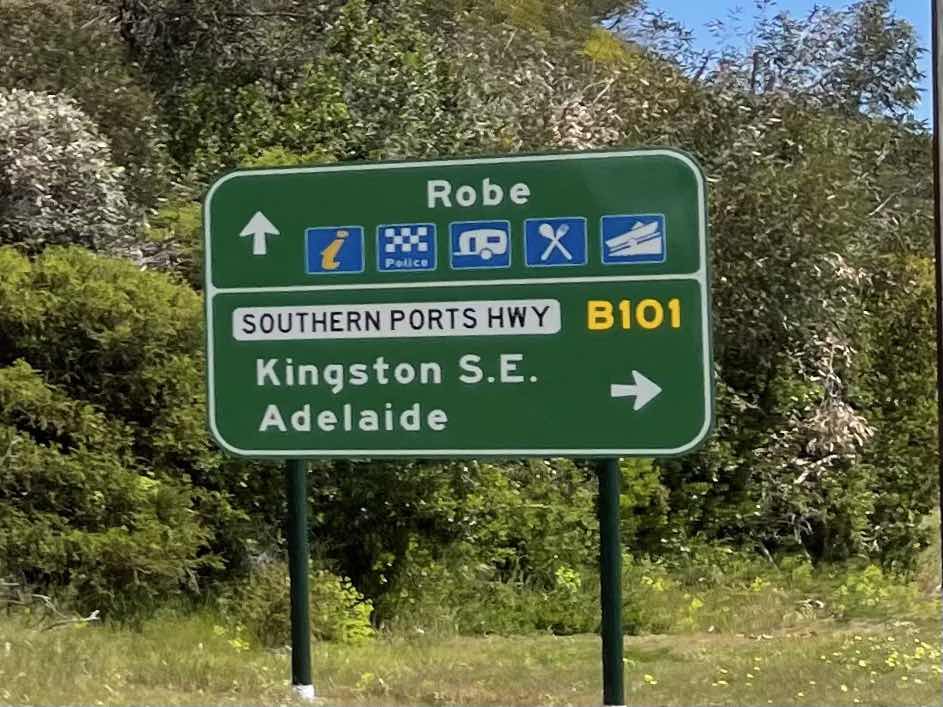 Robe
i
Police
SOUTHERN PORTS HWY B101
Kingston S.E.
Adelaide